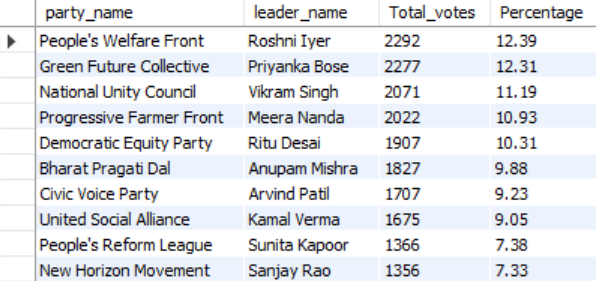 party_name leader_name Total_votes Percentage
People's Welfare Front Roshni Iyer 2292 12.39
Green Future Collective Priyanka Bose 2277 12.31
National Unity Council Vikram Singh 2071 11.19
Progressive Farmer Front Meera Nanda 2022 10.93
Democratic Equity Party Ritu Desai 1907 10.31
Bharat Pragati Dal Anupam Mishra 1827 9.88
Civic Voice Party Arvind Patil 1707 9.23
United Social Alliance Kamal Verma 1675 9.05
People's Reform League Sunita Kapoor 1366 7.38
New Horizon Movement Sanjay Rao 1356 7.33